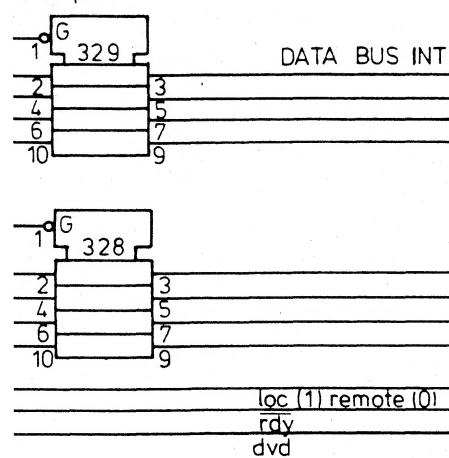 G
1 329
DATA BUS INT
2 3
4 5
6 7
10 9
G
1 328
2 3
4 5
6 7
10 9
loc (1) remote (0)
rdy
dvd